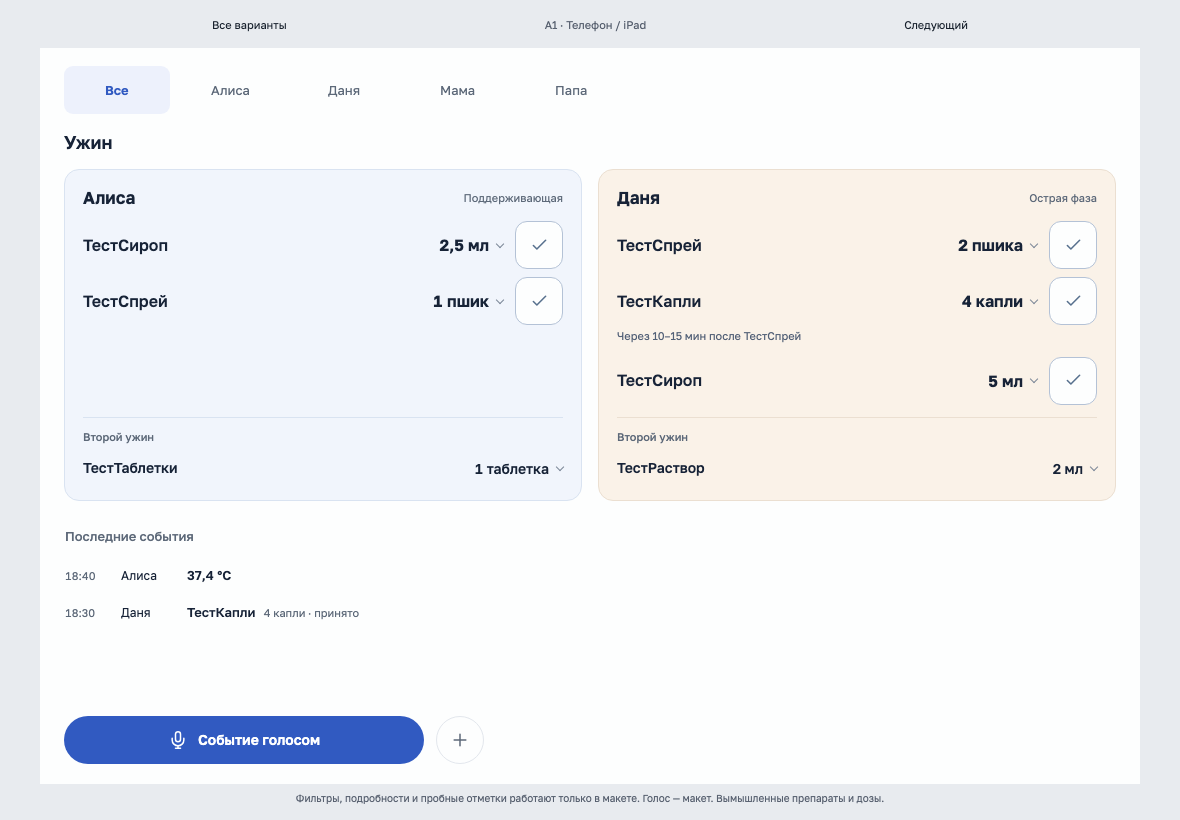 Все варианты
A1 · Телефон / iPad
Следующий
Все
Алиса
Даня
Мама
Папа
Ужин
Алиса
Поддерживающая
ТестСироп
2,5 мл
ТестСпрей
1 пшик
Второй ужин
ТестТаблетки
1 таблетка
Даня
Острая фаза
ТестСпрей
2 пшика
ТестКапли
4 капли
Через 10–15 мин после ТестСпрей
ТестСироп
5 мл
Второй ужин
ТестРаствор
2 мл
Последние события
18:40 Алиса 37,4 °C
18:30 Даня ТестКапли 4 капли · принято
Событие голосом
Фильтры, подробности и пробные отметки работают только в макете. Голос — макет. Вымышленные препараты и дозы.